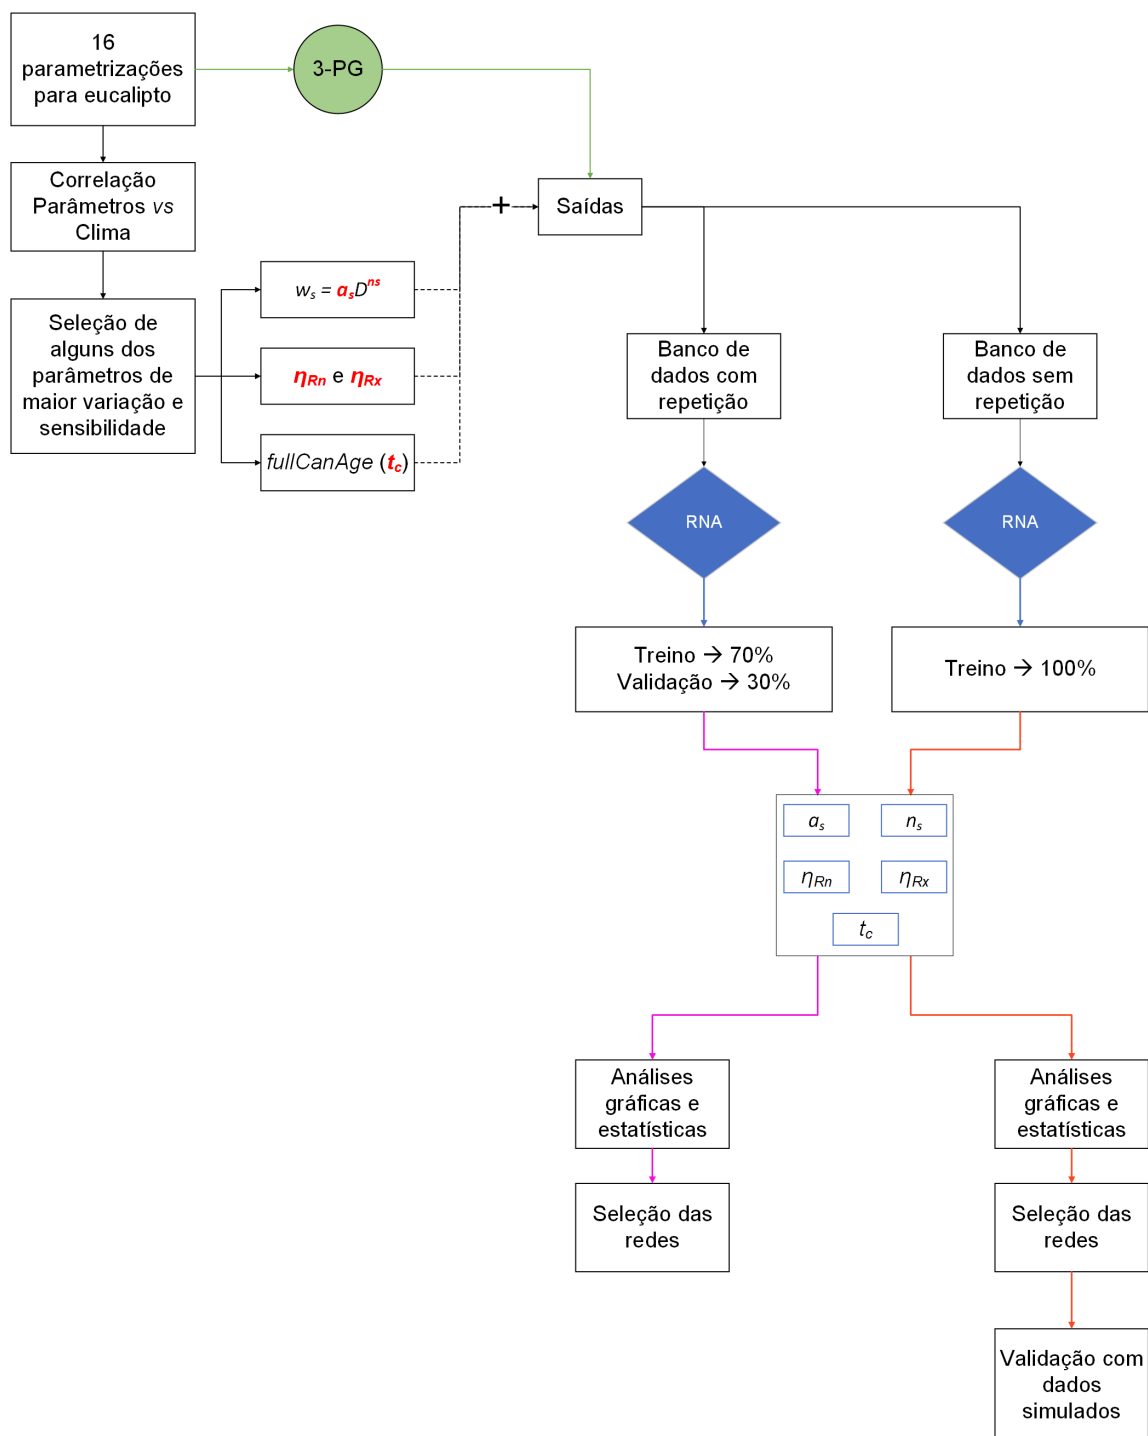 16
parametrizações
para eucalipto
3-PG
Correlação
Parâmetros vs
Clima
+
Saídas
Seleção de
alguns dos
parâmetros de
maior variação e
sensibilidade
wₛ = aₛDⁿˢ
ηRn e ηRx
fullCanAge (t_c)
Banco de
dados com
repetição
Banco de
dados sem
repetição
RNA
RNA
Treino → 70%
Validação → 30%
Treino → 100%
aₛ
nₛ
ηRn
ηRx
t_c
Análises
gráficas e
estatísticas
Análises
gráficas e
estatísticas
Seleção das
redes
Seleção das
redes
Validação com
dados
simulados